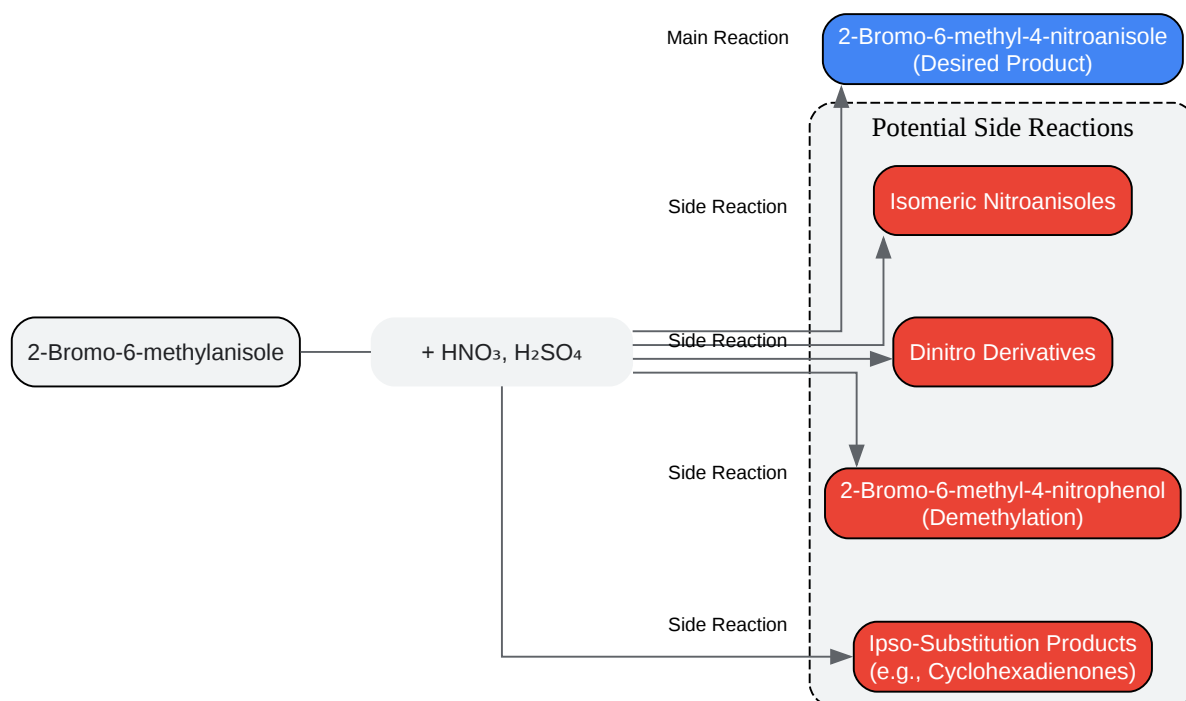 Main Reaction
2-Bromo-6-methyl-4-nitroanisole
(Desired Product)
Potential Side Reactions
Side Reaction
Isomeric Nitroanisoles
2-Bromo-6-methylanisole
+ HNO₃, H₂SO₄
Side Reaction
Dinitro Derivatives
Side Reaction
2-Bromo-6-methyl-4-nitrophenol
(Demethylation)
Side Reaction
Ipso-Substitution Products
(e.g., Cyclohexadienones)